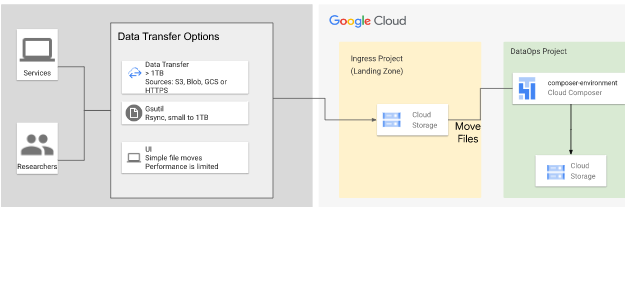 Services
Researchers
Data Transfer Options
Data Transfer
> 1TB
Sources: S3, Blob, GCS or
HTTPS
Gsutil
Rsync, small to 1TB
UI
Simple file moves
Performance is limited
Google Cloud
Ingress Project
(Landing Zone)
Cloud
Storage
Move
Files
DataOps Project
composer-environment
Cloud Composer
Cloud
Storage